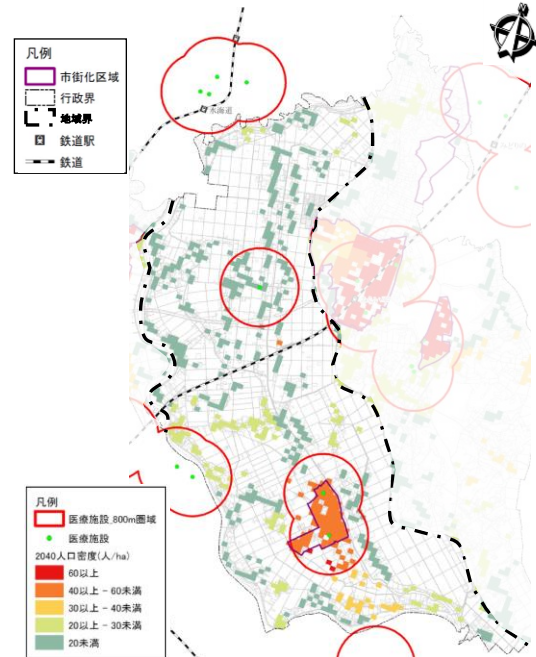 凡例
市街化区域
行政界
地域界
鉄道駅
鉄道
水海道
凡例
医療施設_800m圏域
医療施設
2040人口密度(人/ha)
60以上
40以上 - 60未満
30以上 - 40未満
20以上 - 30未満
20未満